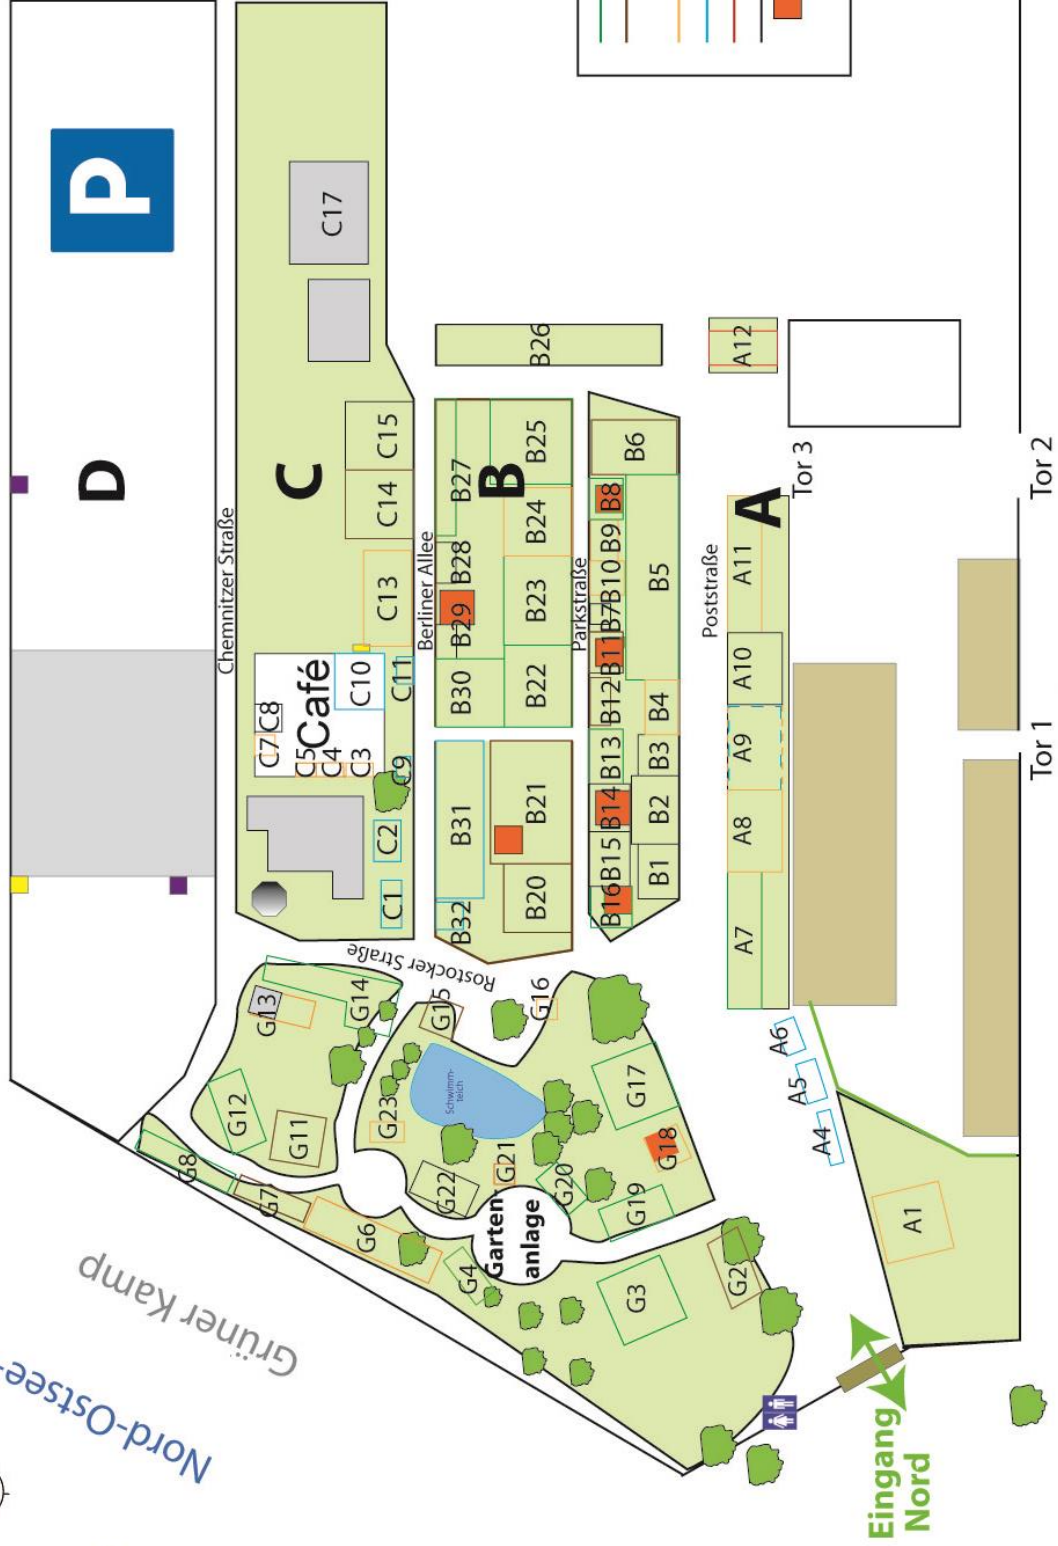 P
D
Chemnitzer Straße
C
C17
C15
C14
C13
Café
C10
C11
C8
C7
C5
C4
C3
C9
C2
C1
Berliner Allee
B
B26
B25
B27
B24
B28
B23
B29
B22
B30
B31
B21
B20
B32
Parkstraße
B6
B8
B9
B10
B7
B5
B11
B12
B4
B13
B3
B14
B2
B15
B1
B16
Poststraße
A
A12
A11
A10
A9
A8
A7
A6
A5
A4
A1
Tor 3
Tor 2
Tor 1
Rostocker Straße
G13
G14
G15
G16
G12
G11
G8
G7
G6
G23
Schwimm-
teich
G17
G18
G22
G21
G20
G19
G4
Garten-
anlage
G3
G2
Grüner Kamp
Nord-Ostsee-
Eingang
Nord